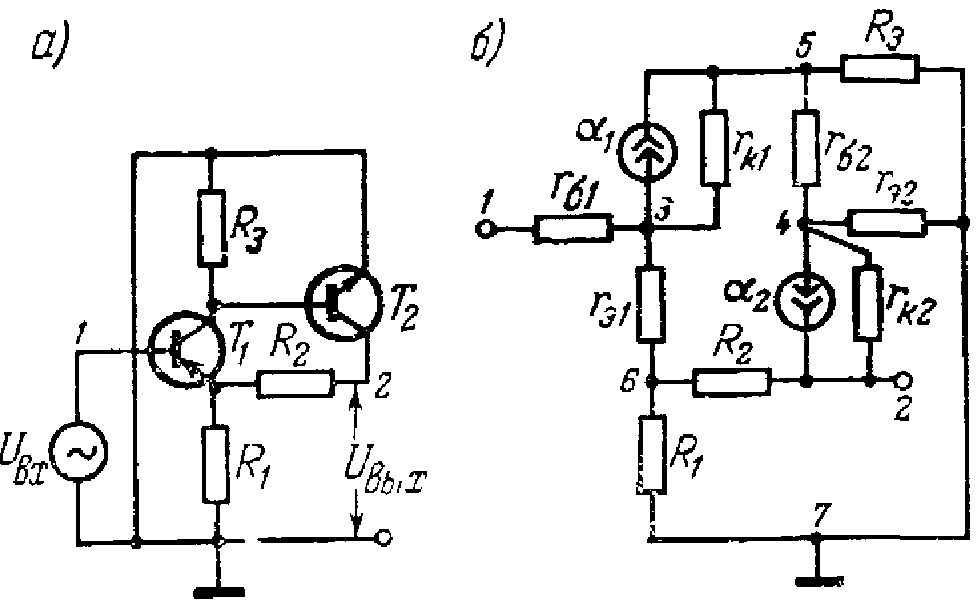 а)
R₃
T₂
1
T₁
R₂
2
Uвх
R₁
Uвых
б)
5
R₃
α₁
rк1
rб2
1
rб1
3
4
rэ2
rэ1
α₂
rк2
6
R₂
2
R₁
7